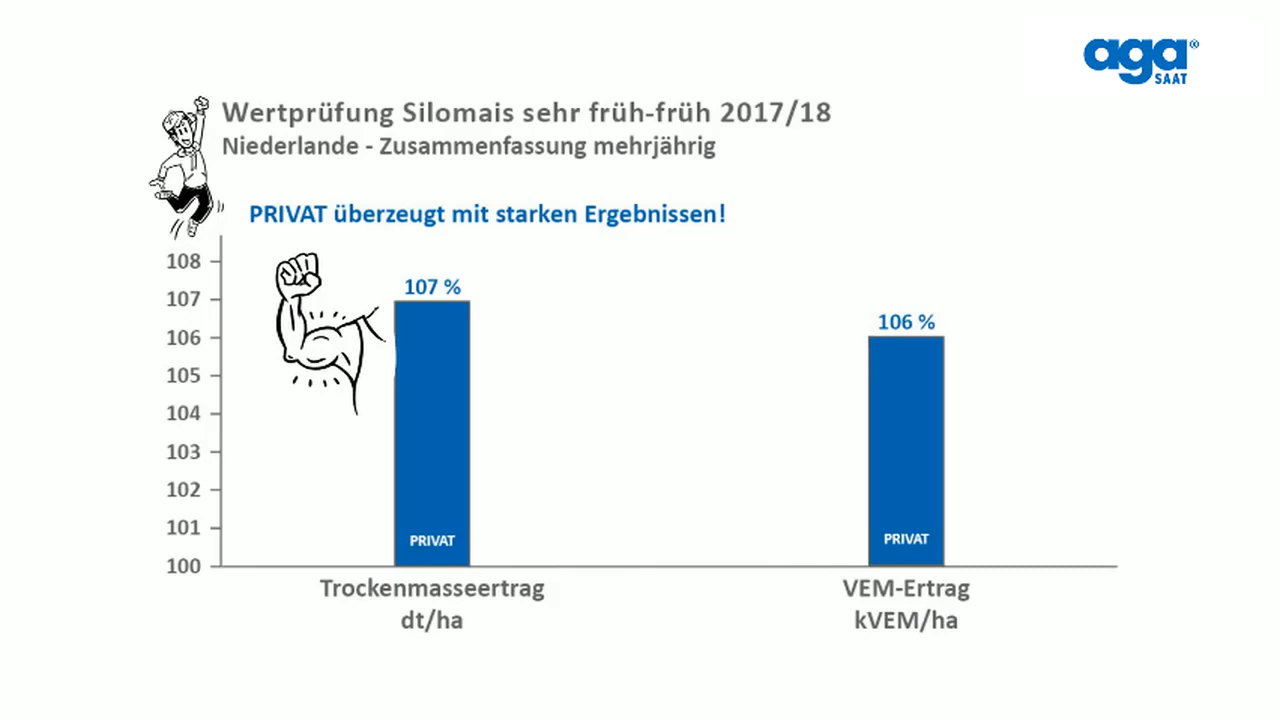 aga®
SAAT
Wertprüfung Silomais sehr früh-früh 2017/18
Niederlande - Zusammenfassung mehrjährig
PRIVAT überzeugt mit starken Ergebnissen!
108
107
106
105
104
103
102
101
100
107 %
106 %
PRIVAT
PRIVAT
Trockenmasseertrag
dt/ha
VEM-Ertrag
kVEM/ha